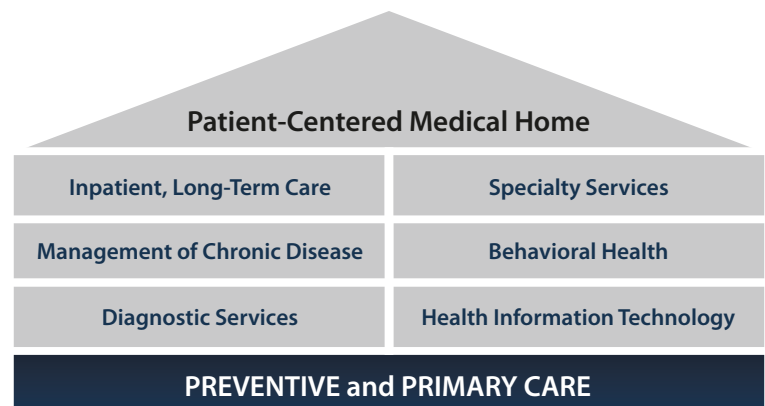 Patient-Centered Medical Home
Inpatient, Long-Term Care
Specialty Services
Management of Chronic Disease
Behavioral Health
Diagnostic Services
Health Information Technology
PREVENTIVE and PRIMARY CARE